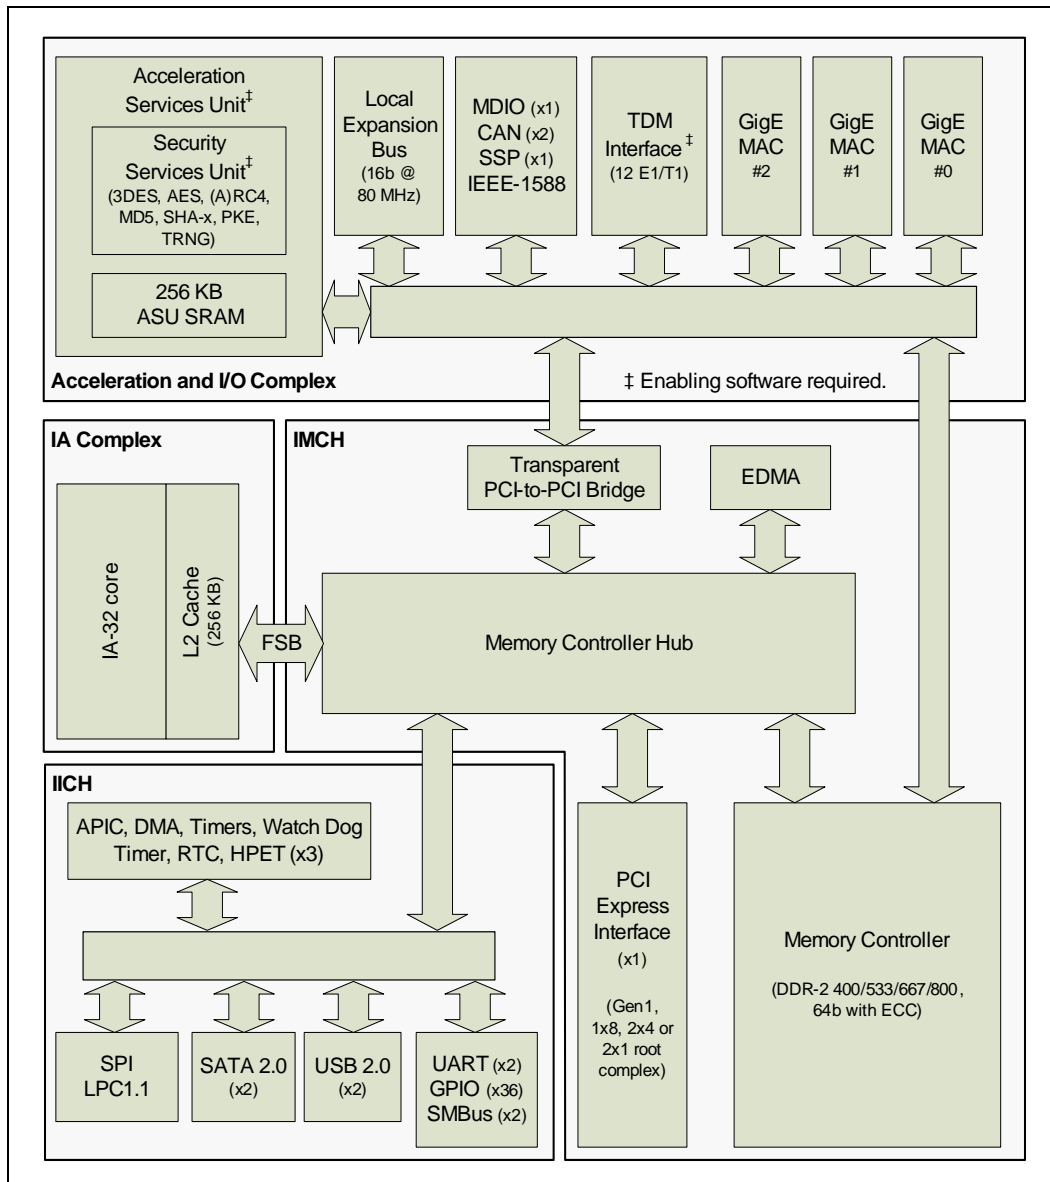 Acceleration
Services Unit‡
Security
Services Unit‡
(3DES, AES, (A)RC4,
MD5, SHA-x, PKE,
TRNG)
256 KB
ASU SRAM
Local
Expansion
Bus
(16b @
80 MHz)
MDIO (x1)
CAN (x2)
SSP (x1)
IEEE-1588
TDM
Interface‡
(12 E1/T1)
GigE
MAC
#2
GigE
MAC
#1
GigE
MAC
#0
Acceleration and I/O Complex
‡ Enabling software required.
IA Complex
IA-32 core
L2 Cache
(256 KB)
FSB
IMCH
Transparent
PCI-to-PCI Bridge
EDMA
Memory Controller Hub
IICH
APIC, DMA, Timers, Watch Dog
Timer, RTC, HPET (x3)
SPI
LPC1.1
SATA 2.0
(x2)
USB 2.0
(x2)
UART (x2)
GPIO (x36)
SMBus (x2)
PCI
Express
Interface
(x1)
(Gen1,
1x8, 2x4 or
2x1 root
complex)
Memory Controller
(DDR-2 400/533/667/800,
64b with ECC)